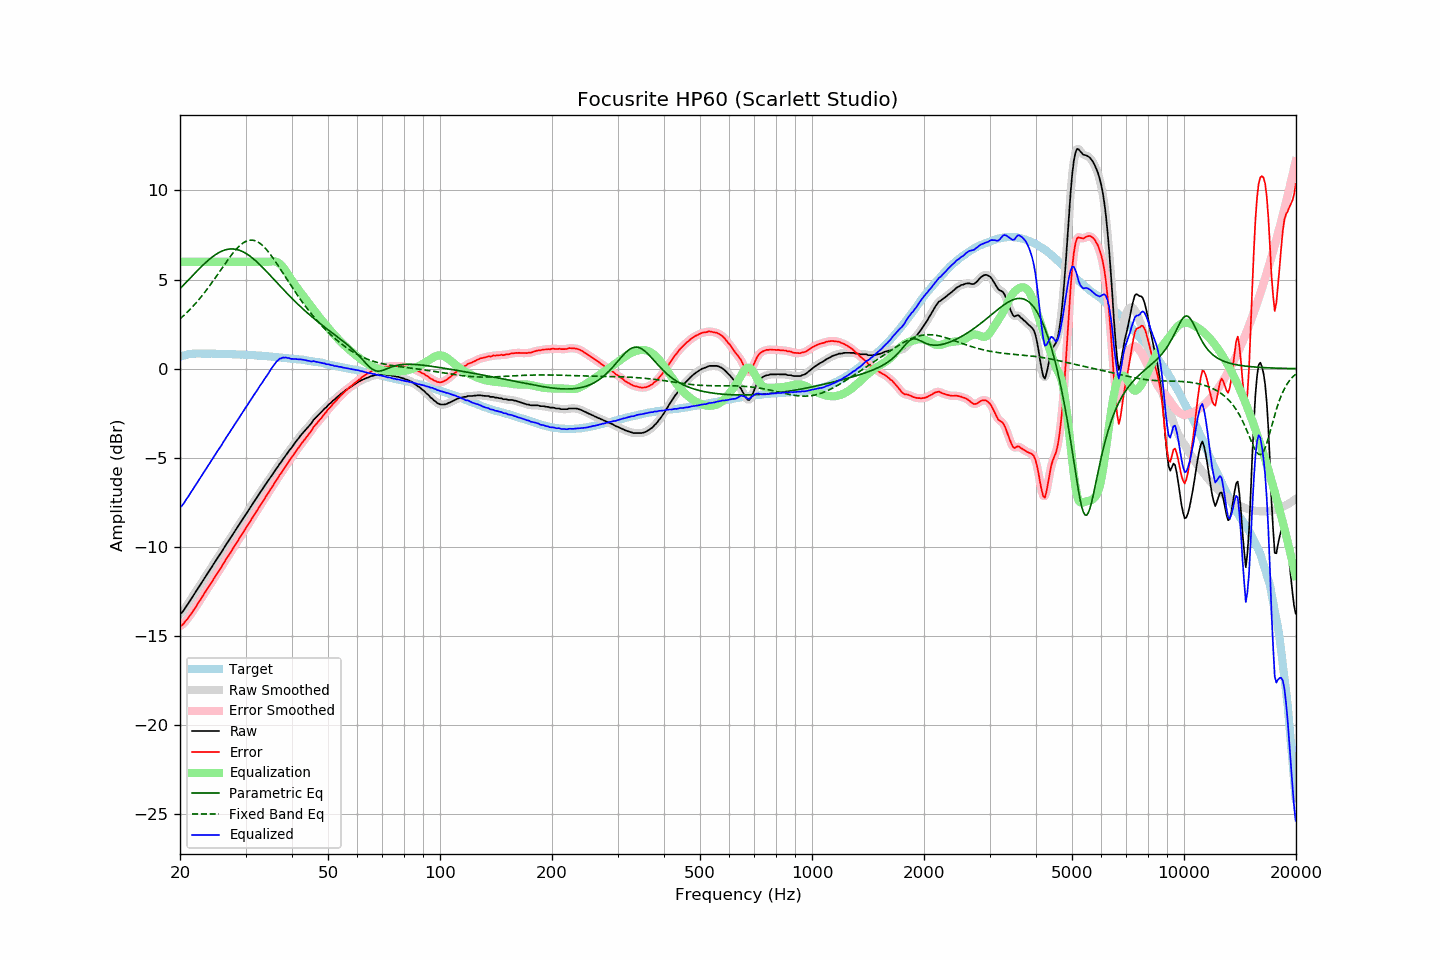 Focusrite HP60 (Scarlett Studio)
Amplitude (dBr)
10
5
0
−5
−10
−15
−20
−25
Target
Raw Smoothed
Error Smoothed
Raw
Error
Equalization
Parametric Eq
Fixed Band Eq
Equalized
20 50 100 200 500 1000 2000 5000 10000 20000
Frequency (Hz)